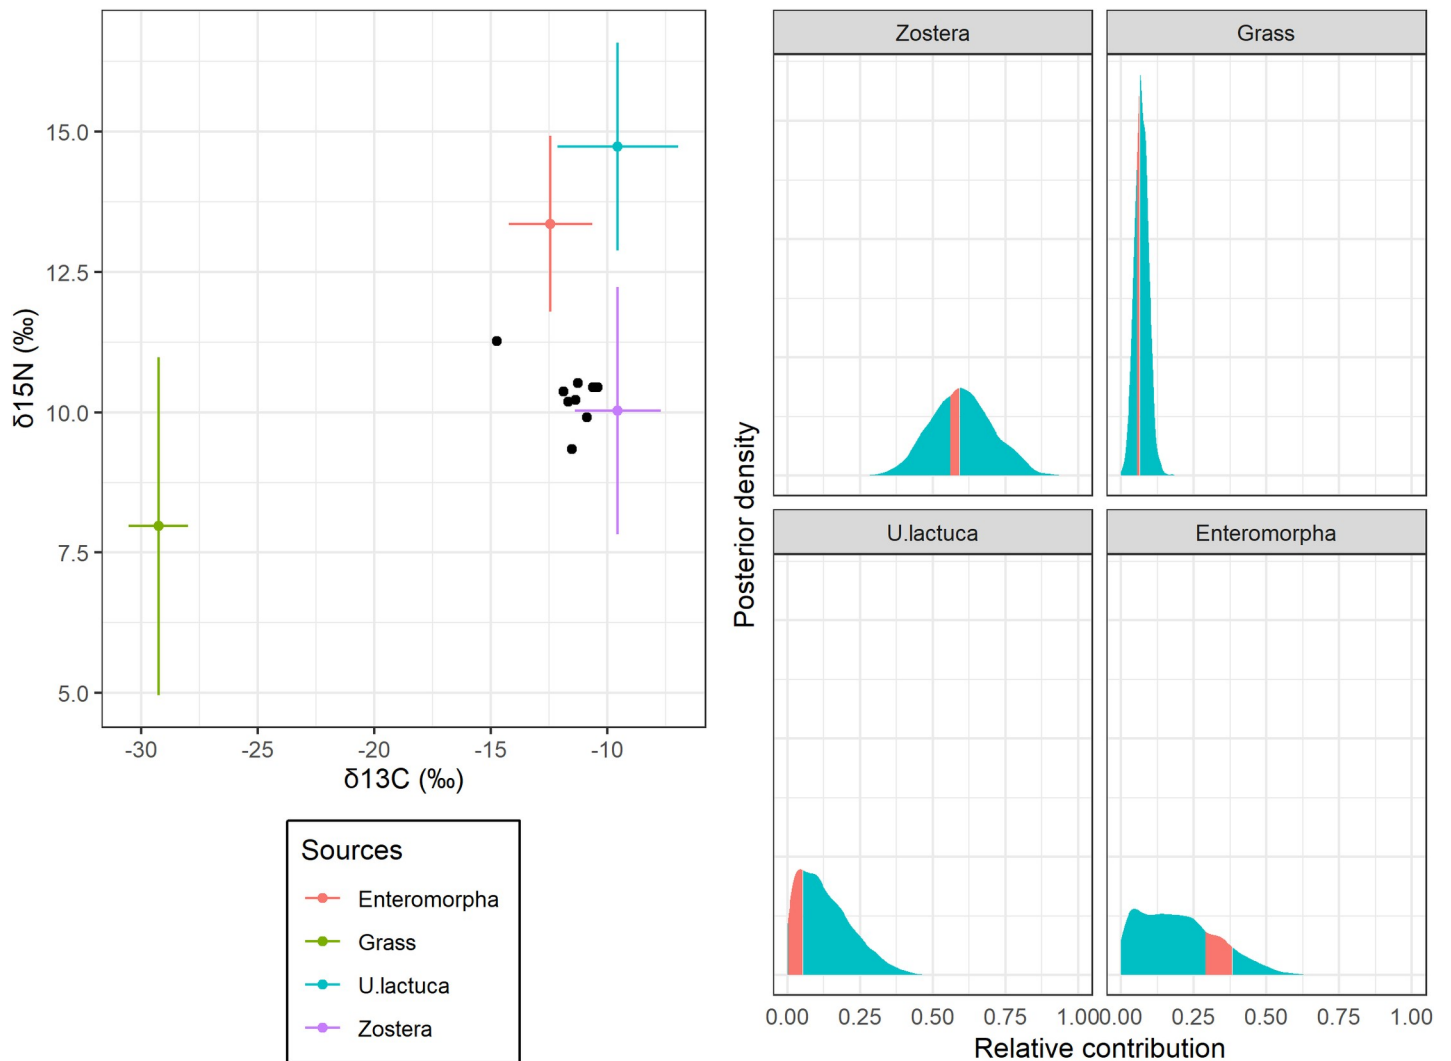 15.0
12.5
10.0
7.5
5.0
δ15N (‰)
-30 -25 -20 -15 -10
δ13C (‰)
Sources
Enteromorpha
Grass
U.lactuca
Zostera
Zostera Grass
U.lactuca Enteromorpha
Posterior density
0.00 0.25 0.50 0.75 1.00 0.00 0.25 0.50 0.75 1.00
Relative contribution